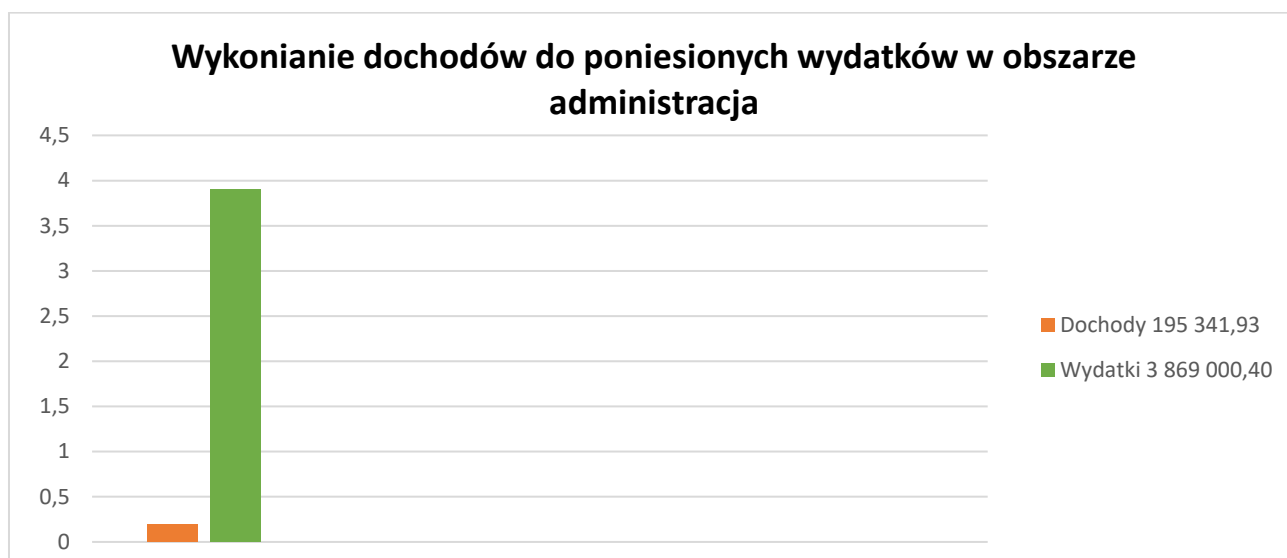 Wykonianie dochodów do poniesionych wydatków w obszarze
administracja
4,5
4
3,5
3
2,5
2
1,5
1
0,5
0
Dochody 195 341,93
Wydatki 3 869 000,40